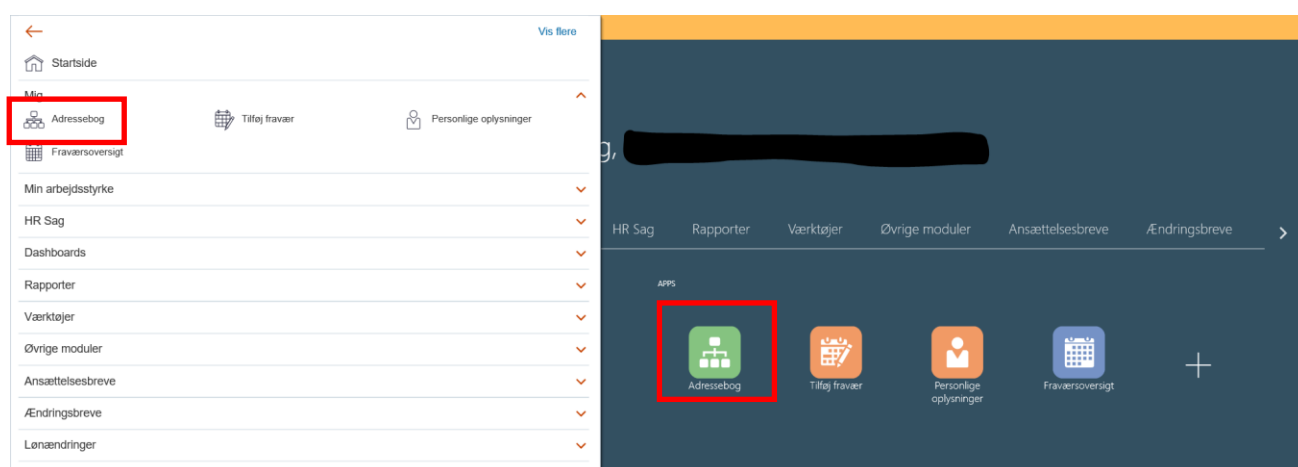 Vis flere
Startside
Mig
Adressebog Tilføj fravær Personlige oplysninger
Fraværsoversigt
Min arbejdsstyrke
HR Sag
Dashboards
Rapporter
Værktøjer
Øvrige moduler
Ansættelsesbreve
Ændringsbreve
Lønændringer
g,
HR Sag Rapporter Værktøjer Øvrige moduler Ansættelsesbreve Ændringsbreve
APPS
Adressebog Tilføj fravær Personlige oplysninger Fraværsoversigt